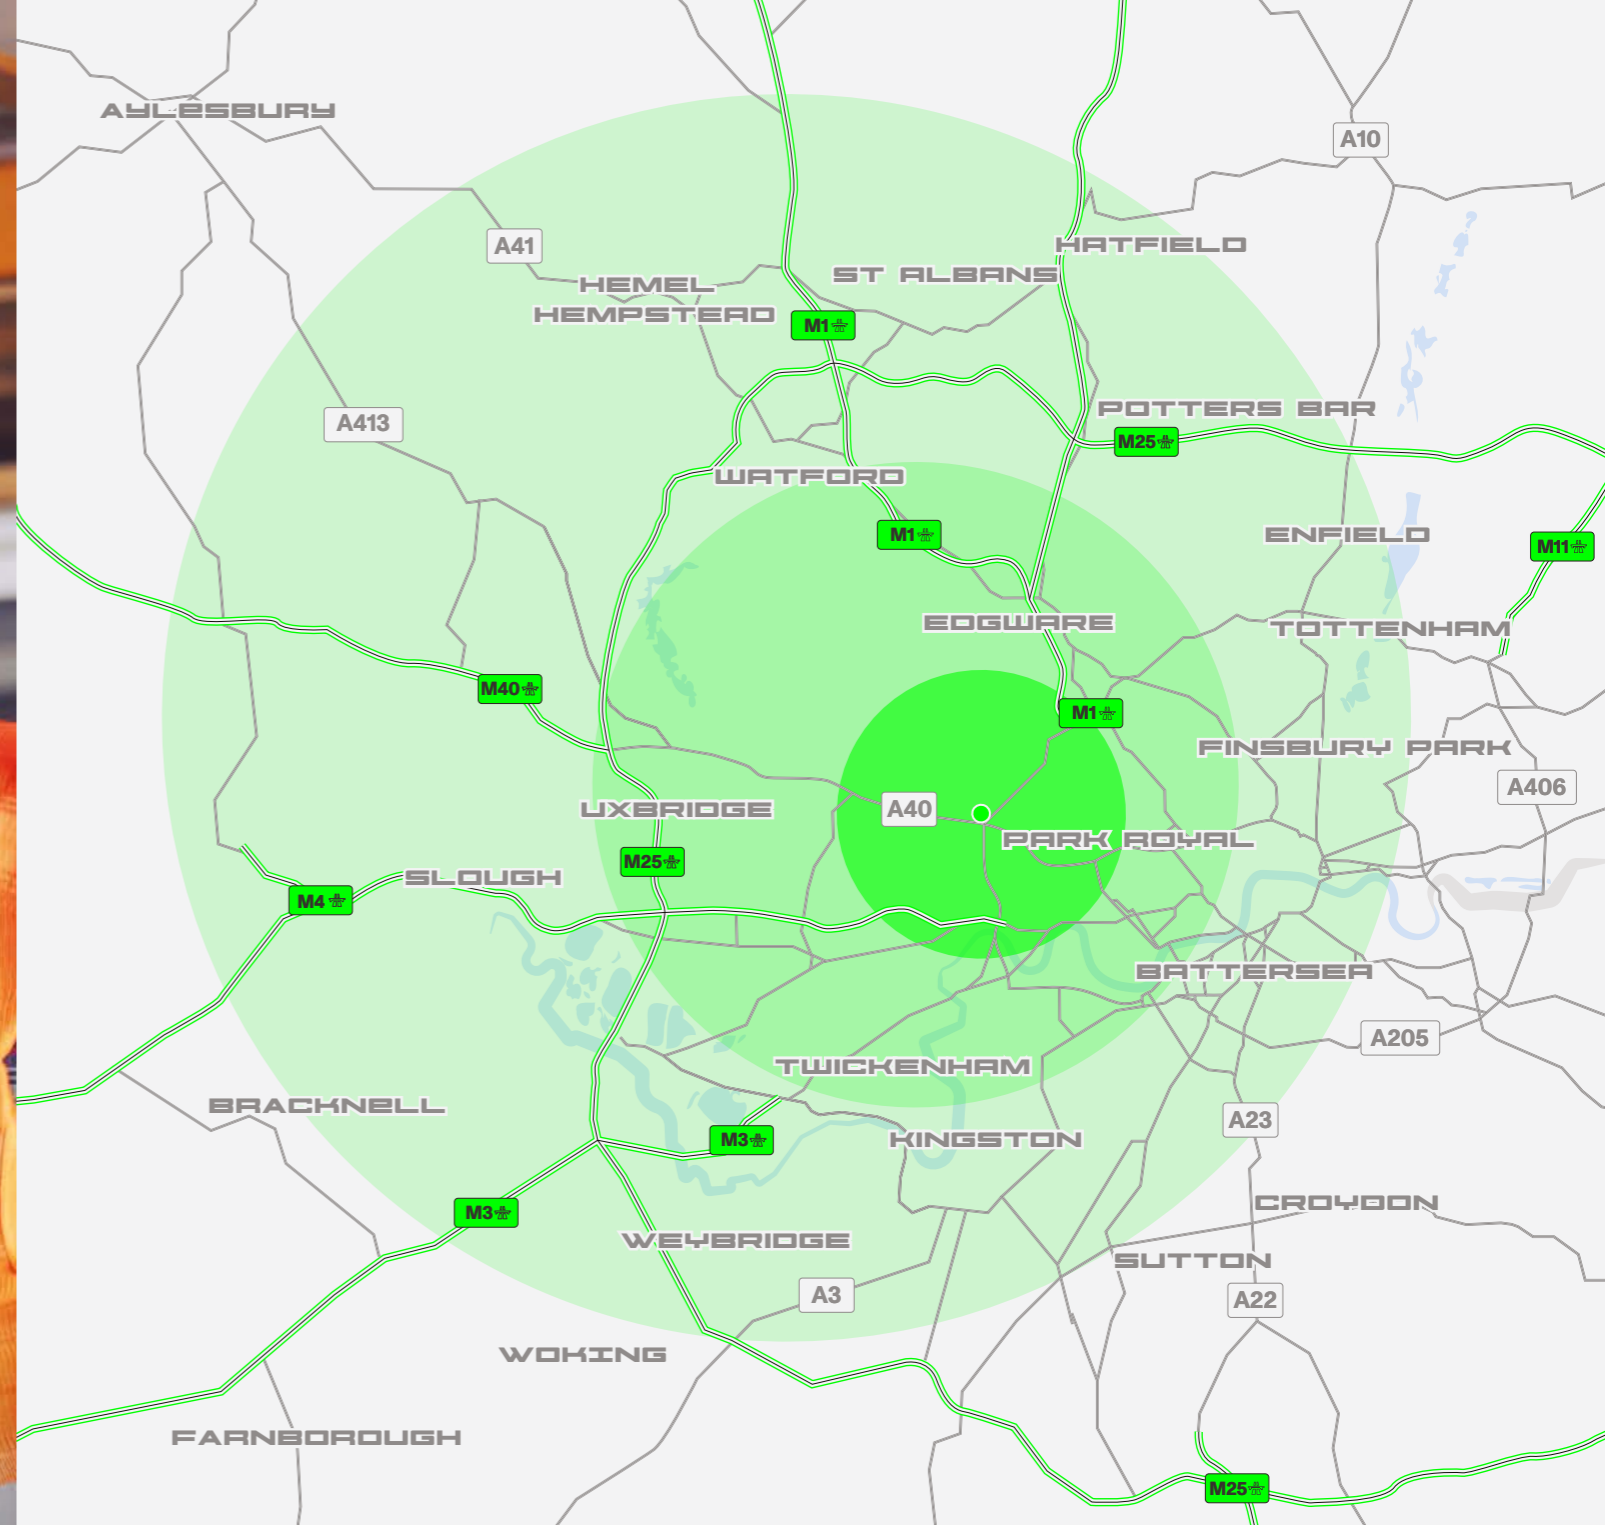 AYLESBURY
A10
A41
HATFIELD
ST ALBANS
HEMEL
HEMPSTEAD
M1
A413
POTTERS BAR
M25
WATFORD
M1
ENFIELD
M11
EDGWARE
TOTTENHAM
M40
M1
FINSBURY PARK
A406
UXBRIDGE
A40
PARK ROYAL
M25
SLOUGH
M4
BATTERSEA
A205
TWICKENHAM
BRACKNELL
A23
M3
KINGSTON
CROYDON
M3
WEYBRIDGE
SUTTON
A3
A22
WOKING
FARNBOROUGH
M25